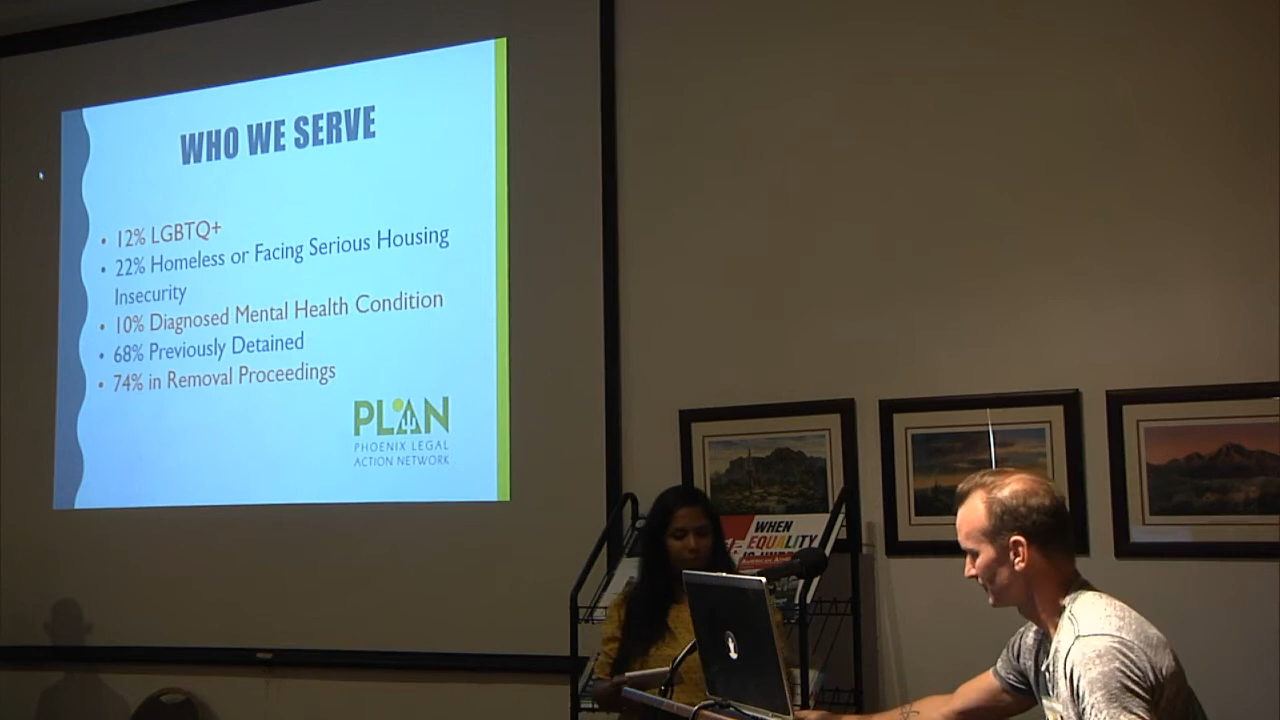 WHO WE SERVE
• 12% LGBTQ+
• 22% Homeless or Facing Serious Housing
Insecurity
• 10% Diagnosed Mental Health Condition
• 68% Previously Detained
• 74% in Removal Proceedings
PLAN
PHOENIX LEGAL
ACTION NETWORK
WHEN
EQUALITY